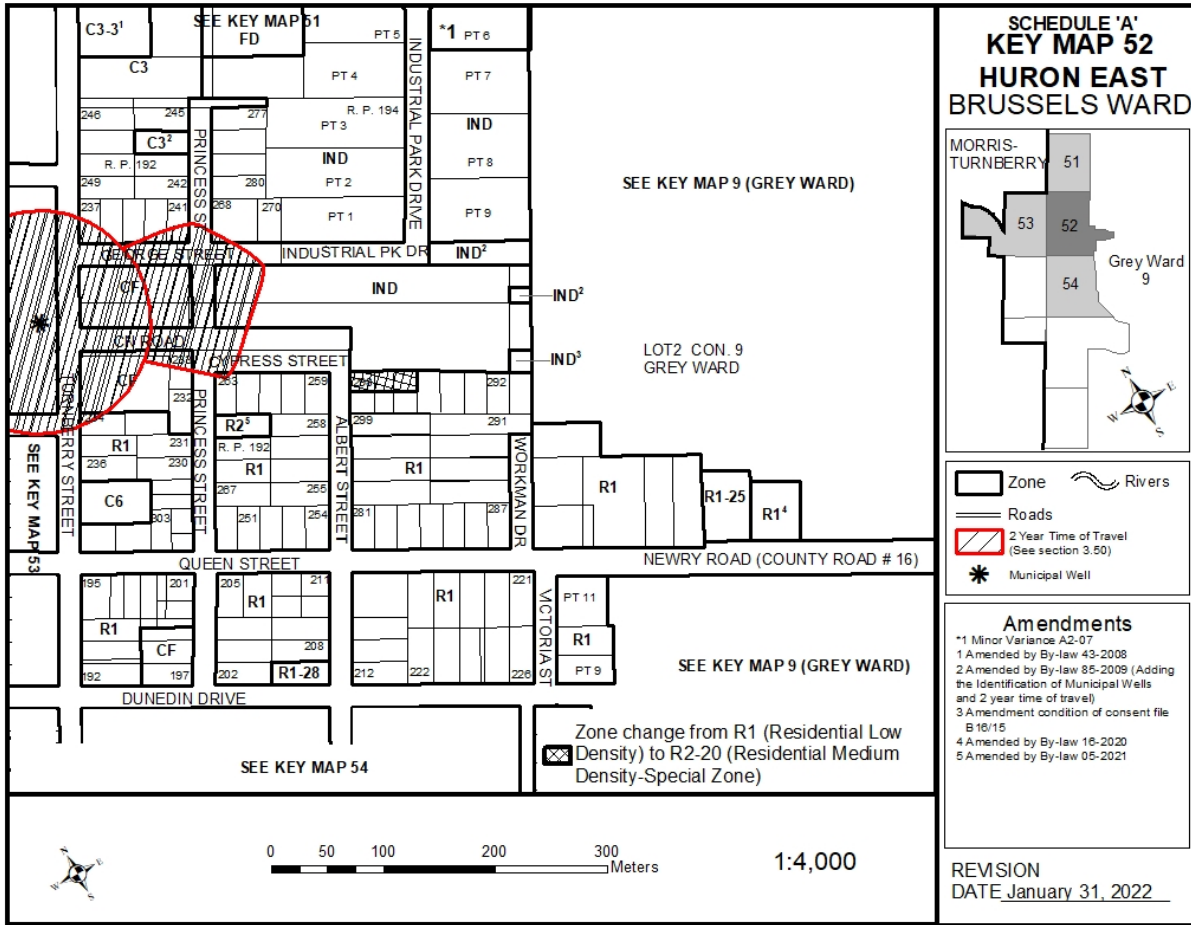 SCHEDULE 'A'
KEY MAP 52
HURON EAST
BRUSSELS WARD
MORRIS-
TURNBERRY
51
53
52
54
Grey Ward
9
N
E
W
S
Zone
Rivers
Roads
2 Year Time of Travel
(See section 3.50)
Municipal Well
Amendments
*1 Minor Variance A2-07
1 Amended by By-law 43-2008
2 Amended by By-law 85-2009 (Adding
the Identification of Municipal Wells
and 2 year time of travel)
3 Amendment condition of consent file
B16/15
4 Amended by By-law 16-2020
5 Amended by By-law 05-2021
REVISION
DATE January 31, 2022
C3-3¹
SEE KEY MAP 51
FD
PT 5
*1 PT 6
C3
PT 4
PT 7
246
245
277
R. P. 194
PT 3
IND
C3²
IND
PT 8
R. P. 192
249
242
280
PT 2
237
241
268
270
PT 1
PT 9
PRINCESS ST
INDUSTRIAL PARK DRIVE
SEE KEY MAP 9 (GREY WARD)
GEORGE STREET
INDUSTRIAL PK DR
IND²
CF
IND
IND²
CN ROAD
CYPRESS STREET
IND³
LOT2 CON. 9
GREY WARD
CF
263
259
292
232
R2⁵
258
299
291
R1
231
R. P. 192
236
230
R1
R1
C6
267
255
303
251
254
281
287
TURNBERRY STREET
PRINCESS STREET
ALBERT STREET
WORKMAN DR
SEE KEY MAP 53
R1
R1-25
R1⁴
QUEEN STREET
NEWRY ROAD (COUNTY ROAD # 16)
195
201
205
211
221
R1
R1
PT 11
R1
CF
208
R1
192
197
202
R1-28
212
222
226
PT 9
VICTORIA ST
SEE KEY MAP 9 (GREY WARD)
DUNEDIN DRIVE
SEE KEY MAP 54
Zone change from R1 (Residential Low
Density) to R2-20 (Residential Medium
Density-Special Zone)
N
E
W
S
0 50 100 200 300
Meters
1:4,000